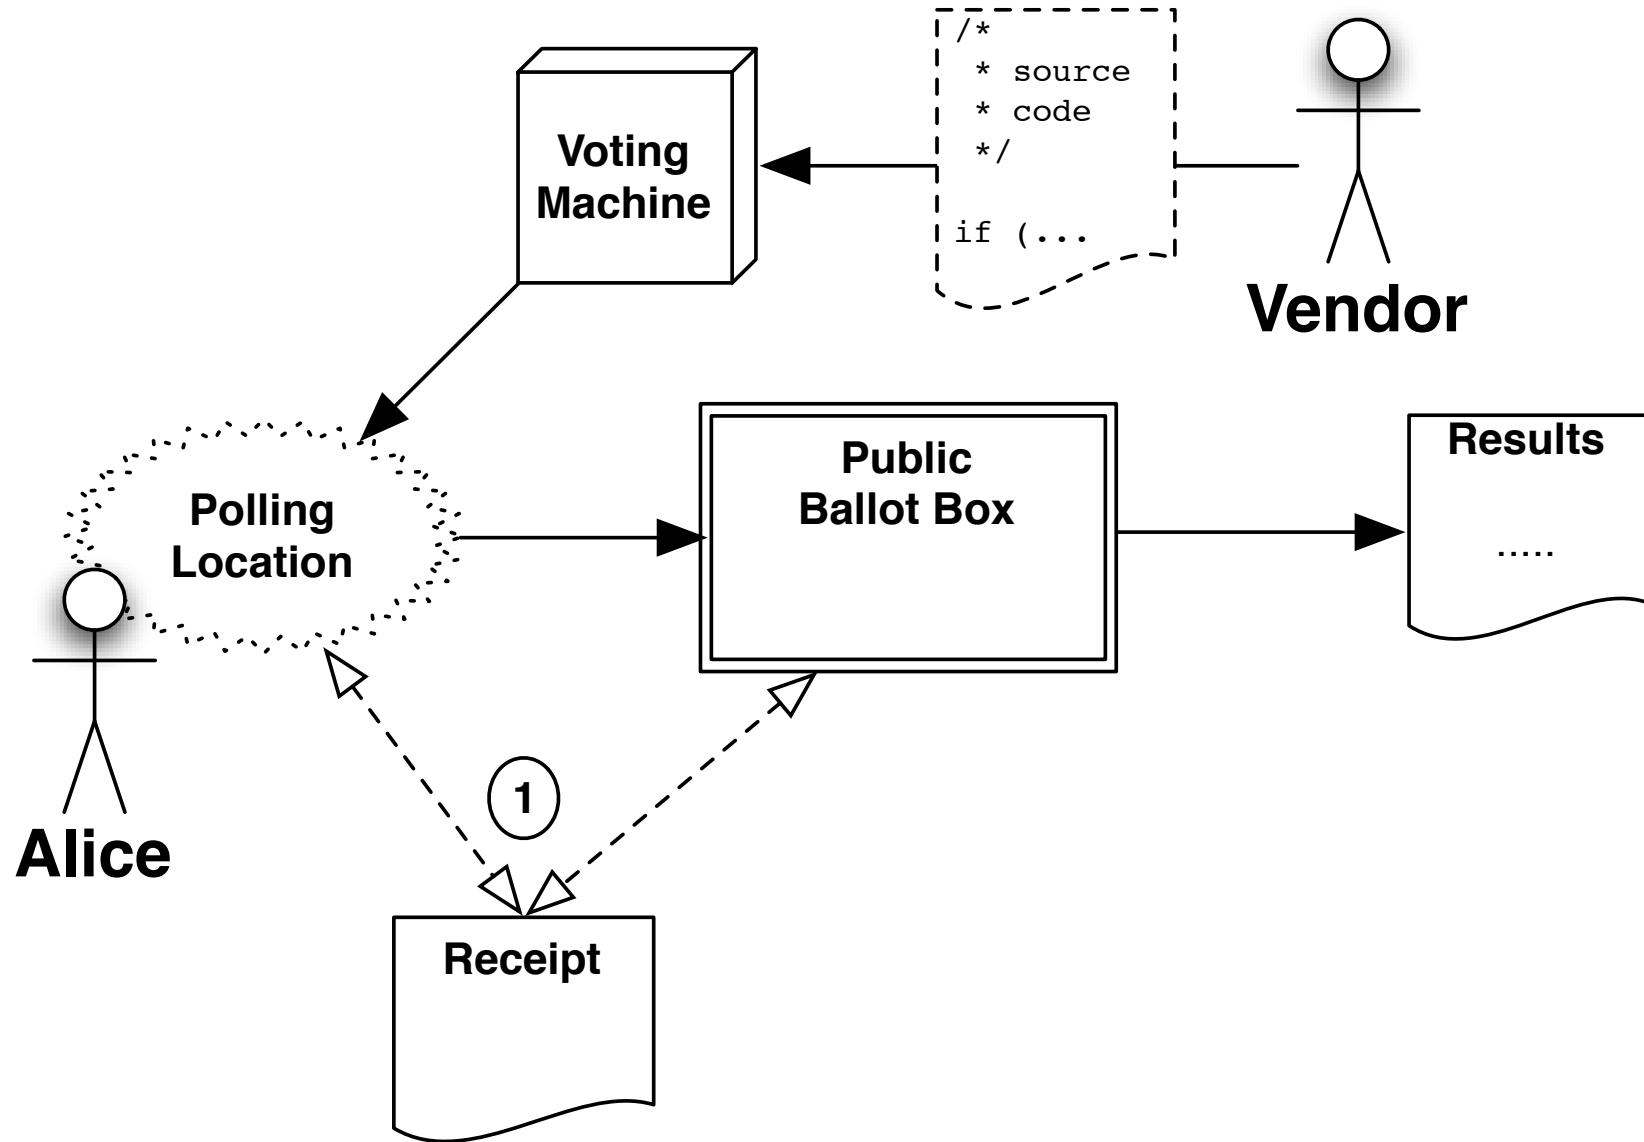 /*
 * source
 * code
 */
if (...
Voting
Machine
Vendor
Polling
Location
Public
Ballot Box
Results
.....
Alice
1
Receipt